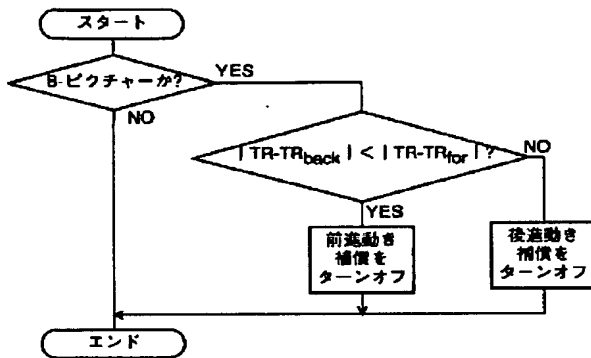 スタート
B-ピクチャーか?
YES
NO
| TR-TRback | < | TR-TRfor | ?
NO
YES
前進動き
補償を
ターンオフ
後進動き
補償を
ターンオフ
エンド